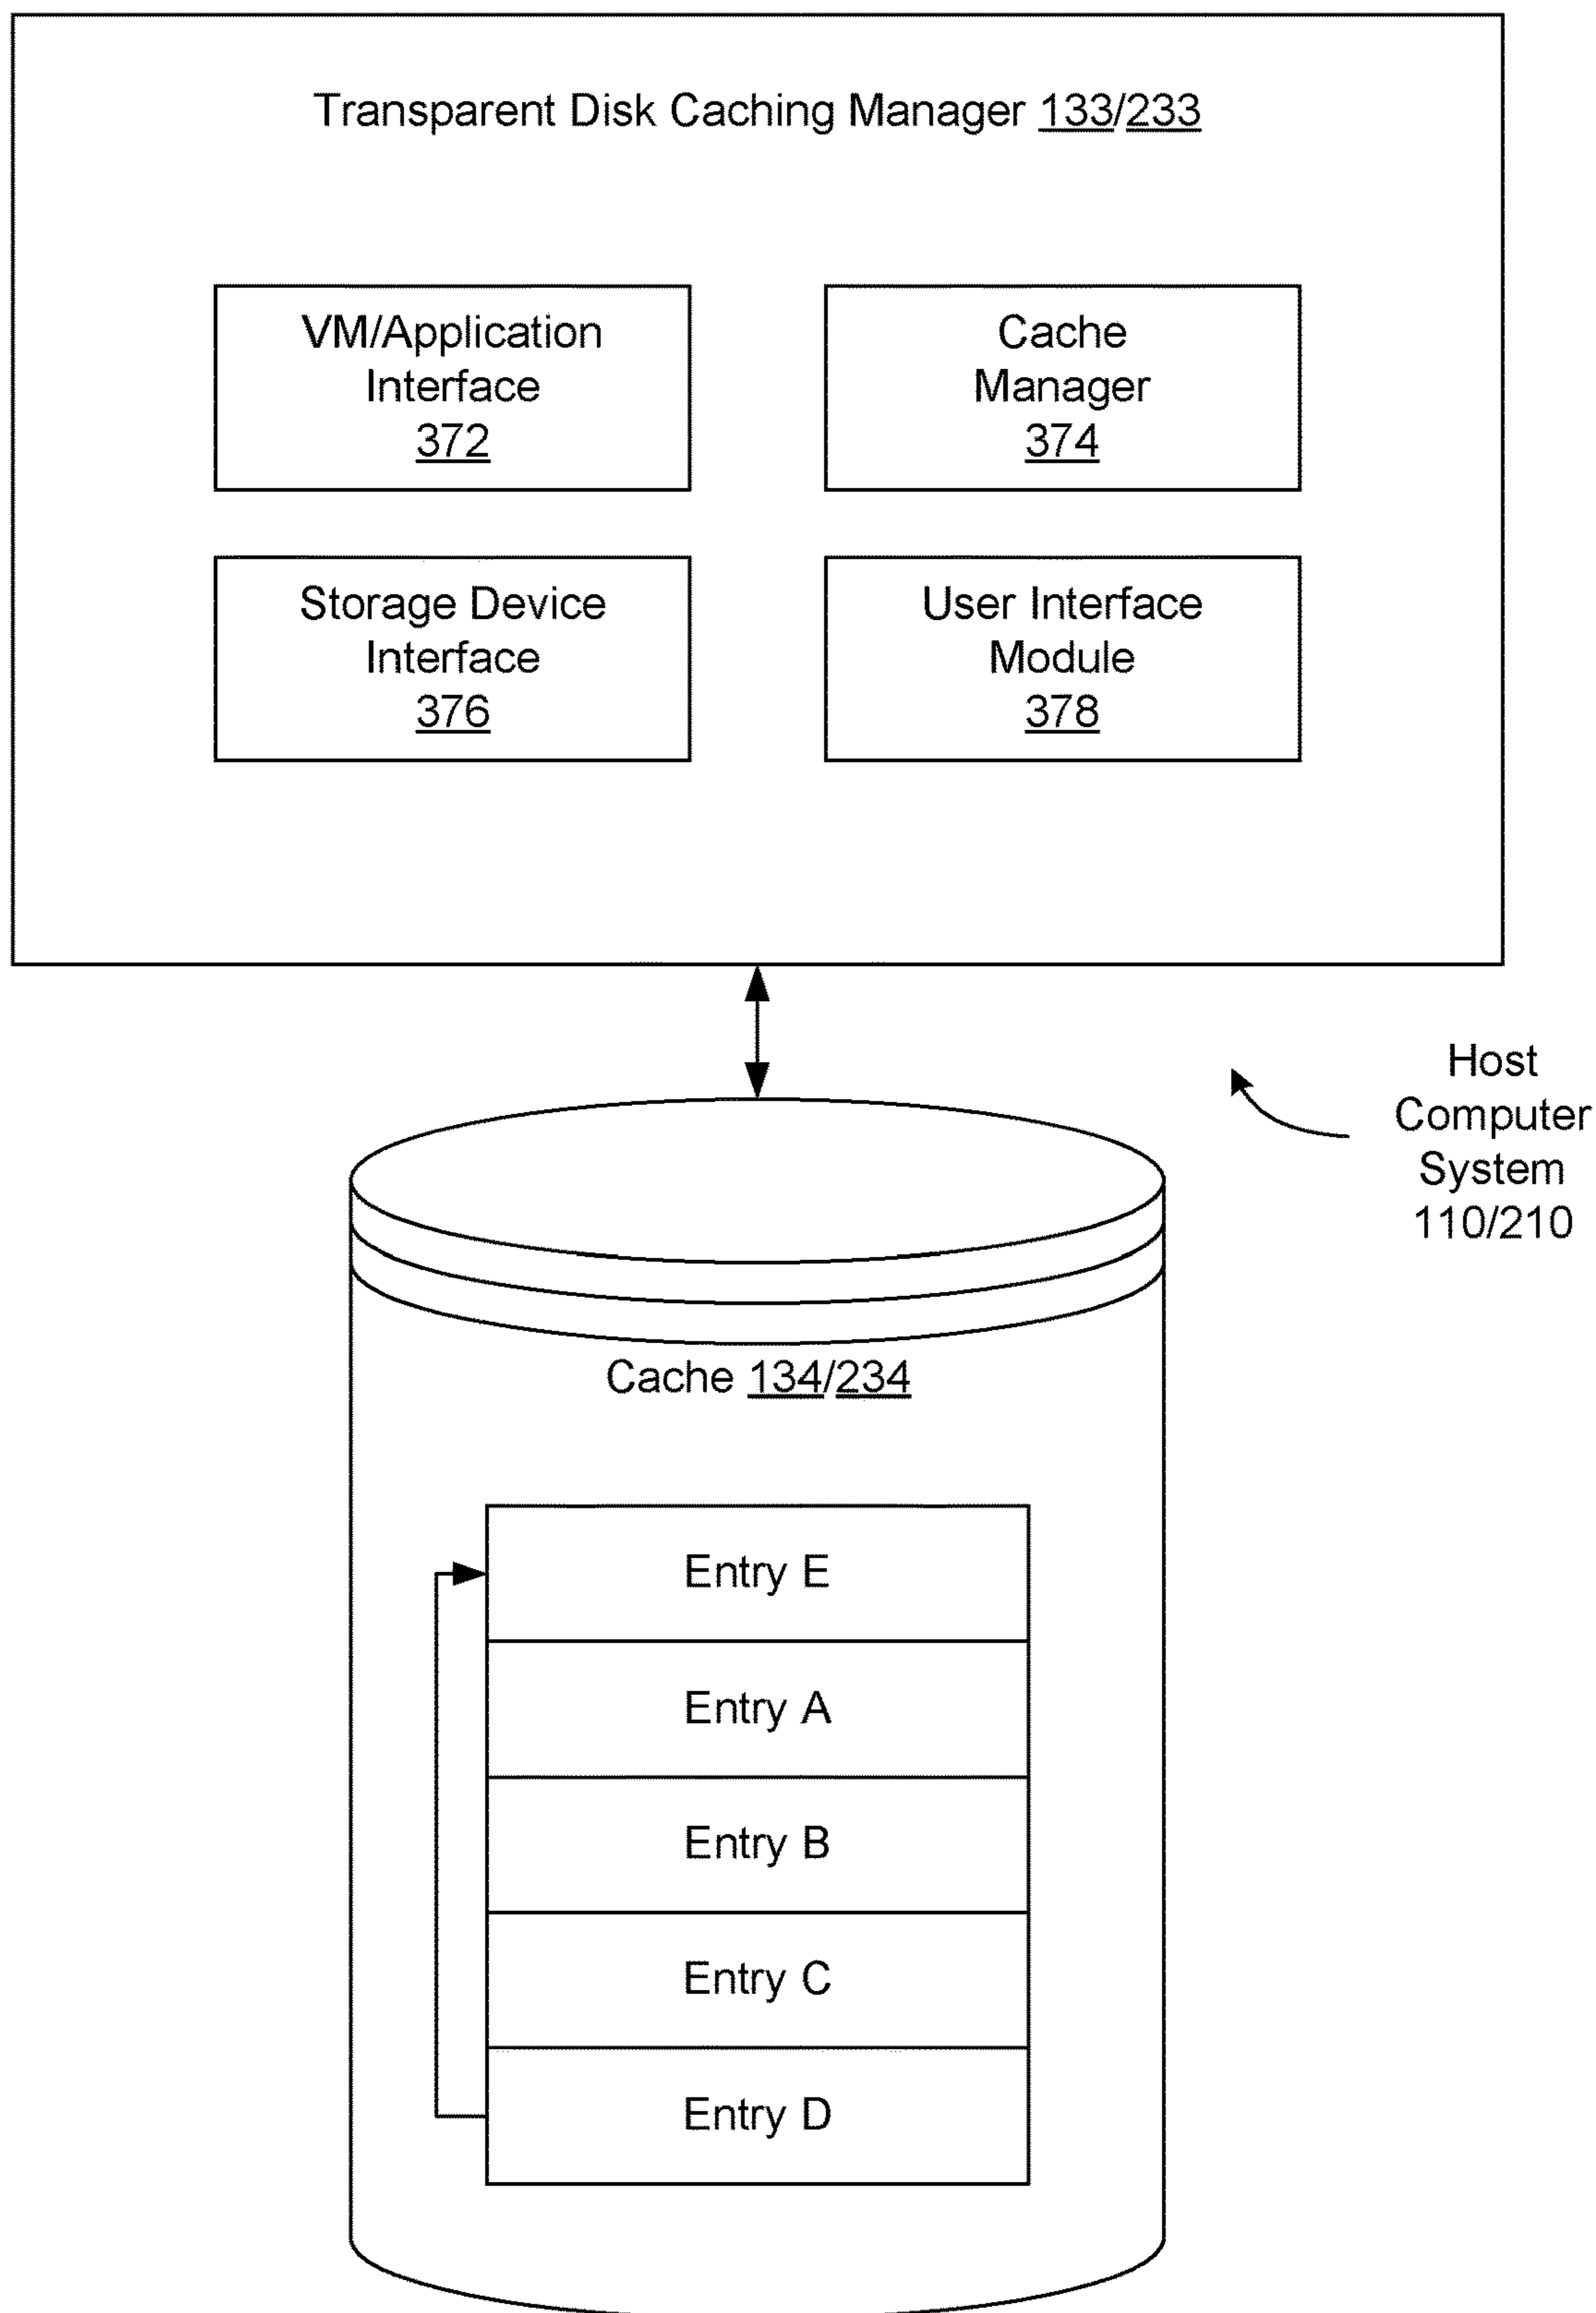 Transparent Disk Caching Manager 133/233
VM/Application
Interface
372
Cache
Manager
374
Storage Device
Interface
376
User Interface
Module
378
Host
Computer
System
110/210
Cache 134/234
Entry E
Entry A
Entry B
Entry C
Entry D